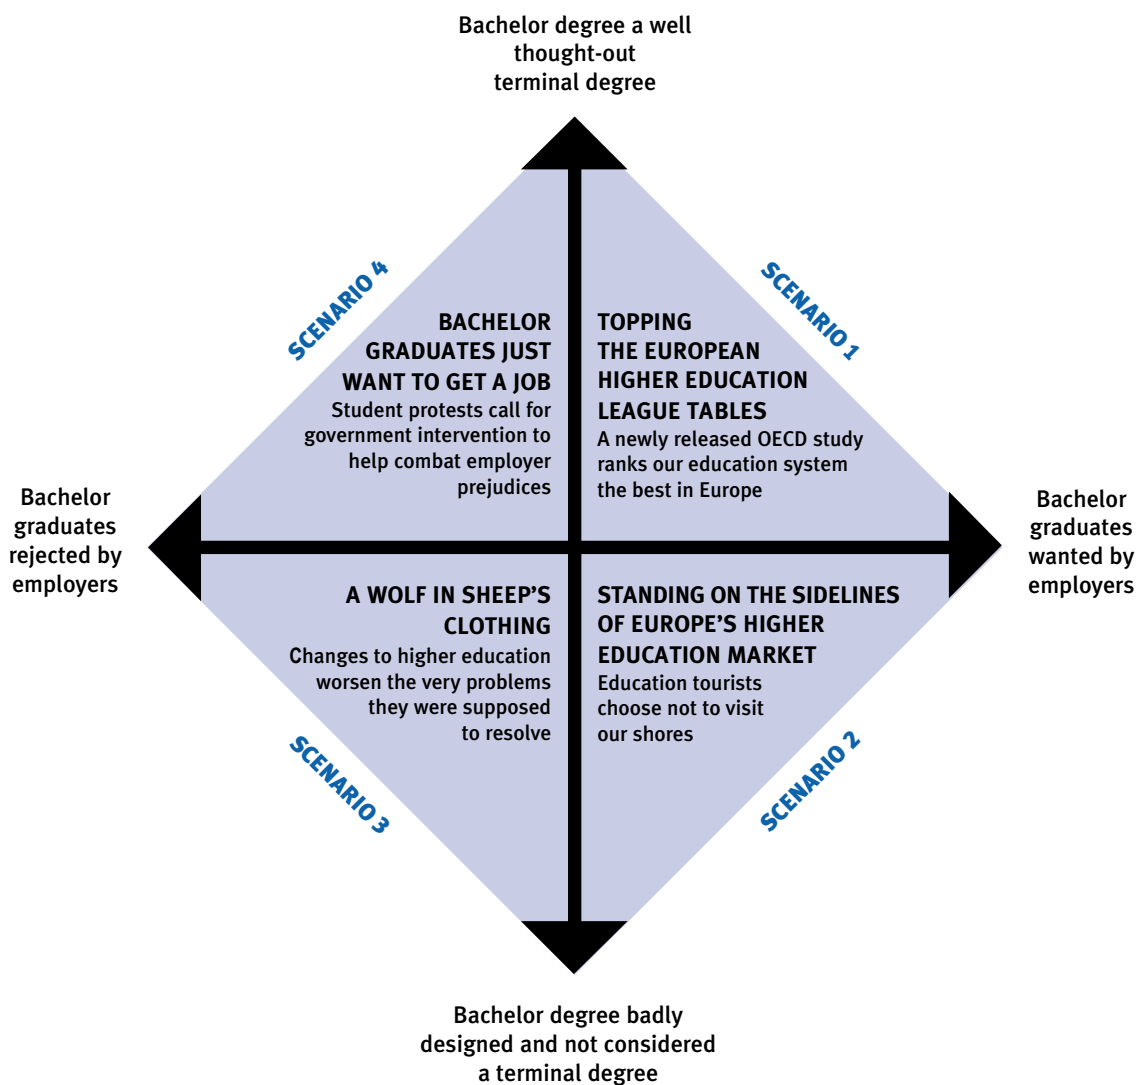 Bachelor degree a well
thought-out
terminal degree
SCENARIO 4
BACHELOR
GRADUATES JUST
WANT TO GET A JOB
Student protests call for
government intervention to
help combat employer
prejudices
SCENARIO 1
TOPPING
THE EUROPEAN
HIGHER EDUCATION
LEAGUE TABLES
A newly released OECD study
ranks our education system
the best in Europe
Bachelor
graduates
rejected by
employers
Bachelor
graduates
wanted by
employers
A WOLF IN SHEEP’S
CLOTHING
Changes to higher education
worsen the very problems
they were supposed
to resolve
SCENARIO 3
STANDING ON THE SIDELINES
OF EUROPE’S HIGHER
EDUCATION MARKET
Education tourists
choose not to visit
our shores
SCENARIO 2
Bachelor degree badly
designed and not considered
a terminal degree